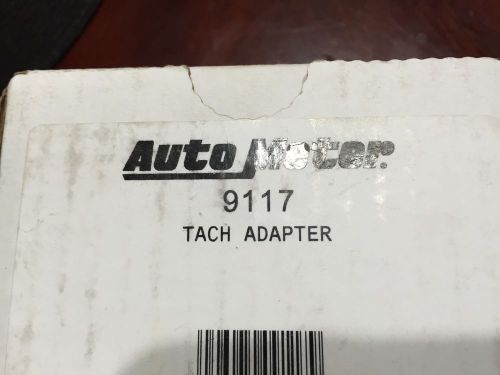 Auto Meter
9117
TACH ADAPTER